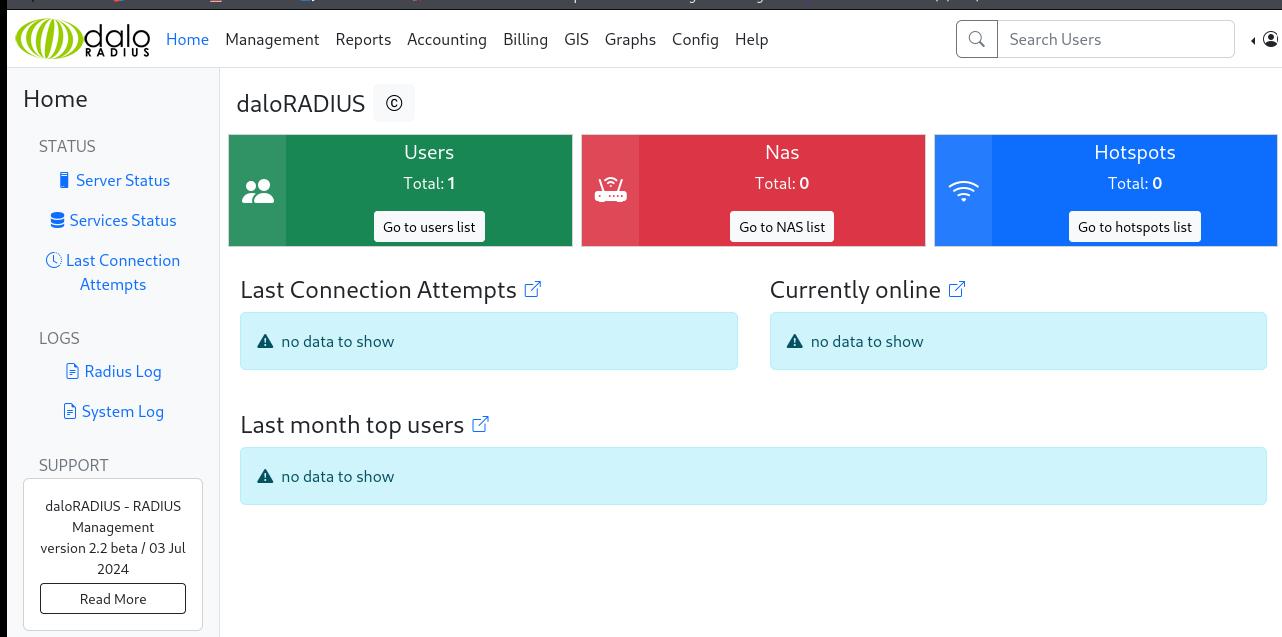 dalo RADIUS
Home Management Reports Accounting Billing GIS Graphs Config Help
Search Users
Home
STATUS
Server Status
Services Status
Last Connection
Attempts
LOGS
Radius Log
System Log
SUPPORT
daloRADIUS - RADIUS
Management
version 2.2 beta / 03 Jul
2024
Read More
daloRADIUS ©
Users
Total: 1
Go to users list
Nas
Total: 0
Go to NAS list
Hotspots
Total: 0
Go to hotspots list
Last Connection Attempts
no data to show
Currently online
no data to show
Last month top users
no data to show